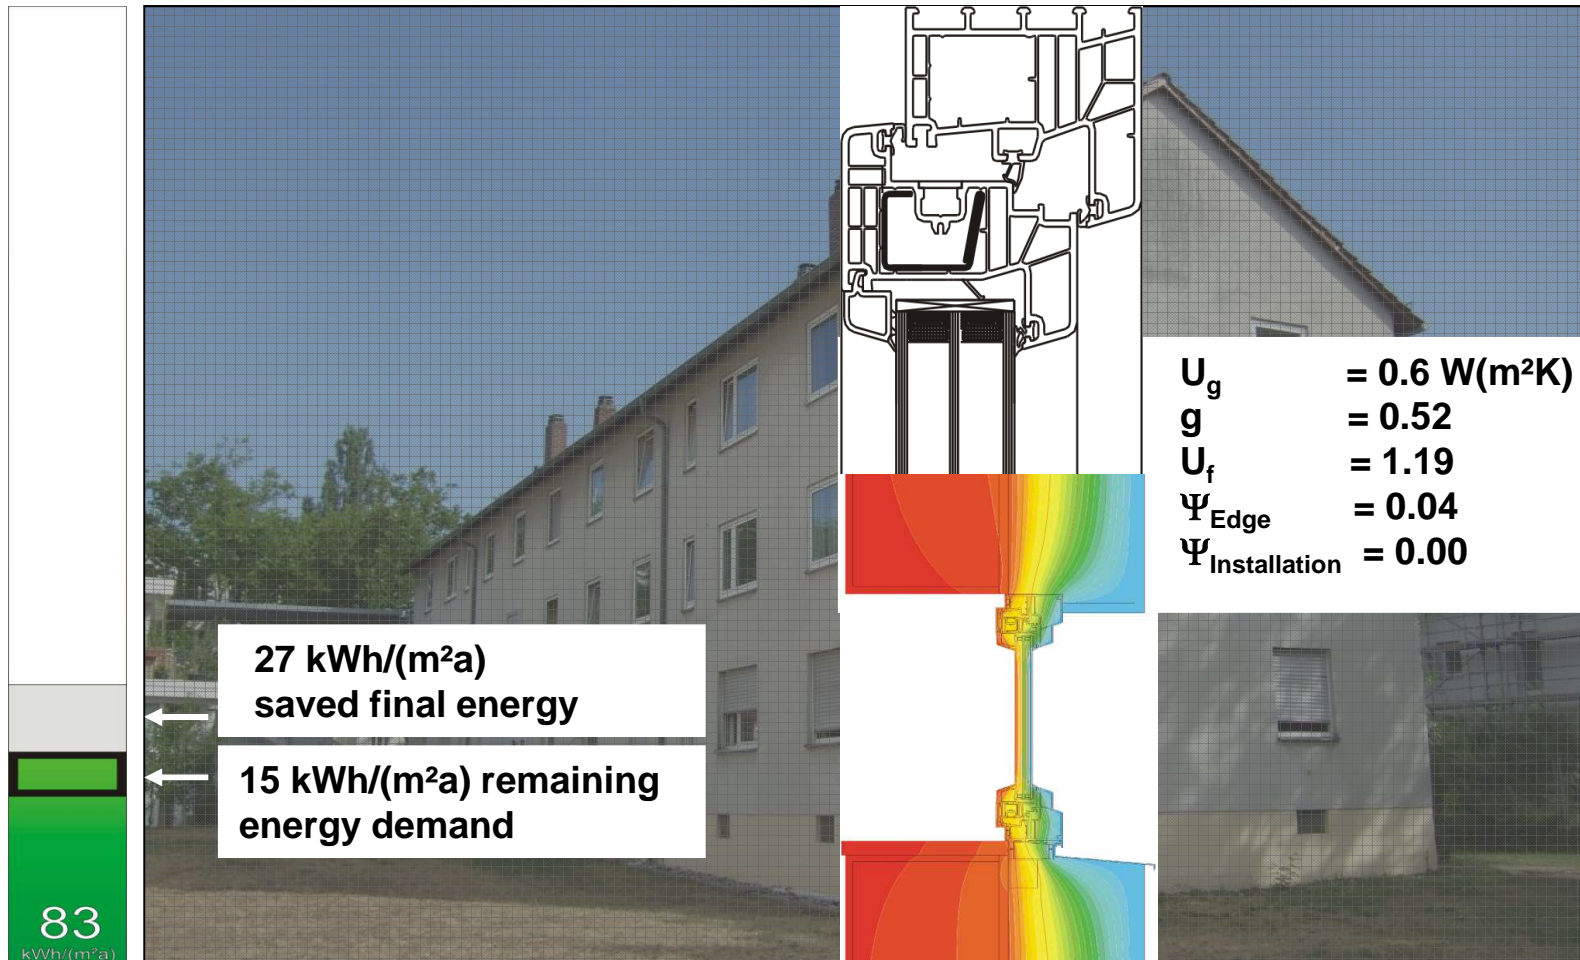 U_g = 0.6 W(m²K)
g = 0.52
U_f = 1.19
Ψ_Edge = 0.04
Ψ_Installation = 0.00
27 kWh/(m²a)
saved final energy
15 kWh/(m²a) remaining
energy demand
83
kWh/(m²a)